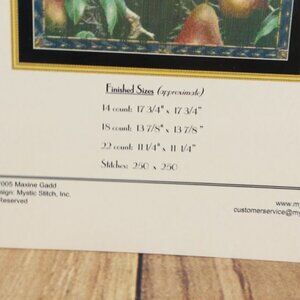 Finished Sizes (approximate)
14 count: 17 3/4" x 17 3/4"
18 count: 13 7/8" x 13 7/8"
22 count: 11 1/4" x 11 1/4"
Stitches: 250 x 250
2005 Maxine Gadd
sign: Mystic Stitch, Inc.
Reserved
www.m
customerservice@my